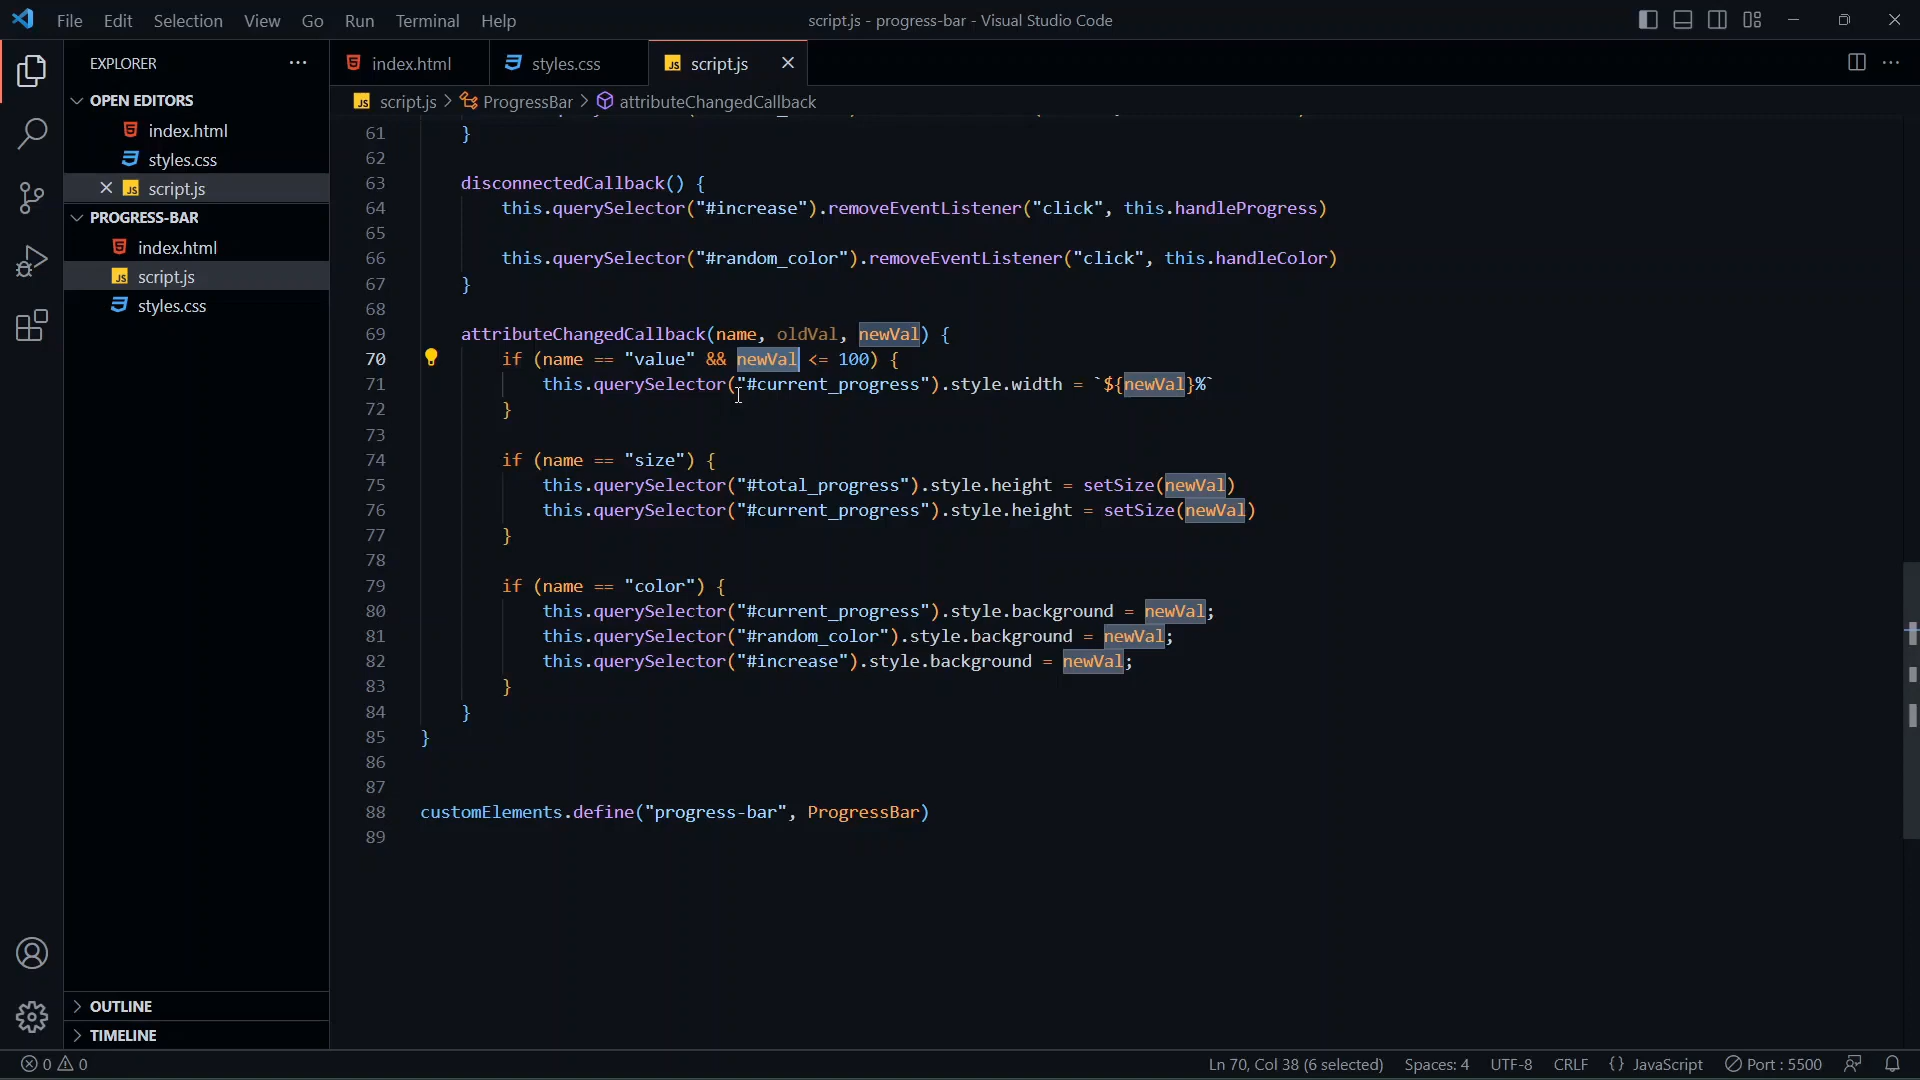 File Edit Selection View Go Run Terminal Help
script.js - progress-bar - Visual Studio Code
EXPLORER
OPEN EDITORS
index.html
styles.css
JS script.js
PROGRESS-BAR
index.html
JS script.js
styles.css
OUTLINE
TIMELINE
index.html
styles.css
JS script.js
JS script.js > ProgressBar > attributeChangedCallback
61 }
62
63 disconnectedCallback() {
64 this.querySelector("#increase").removeEventListener("click", this.handleProgress)
65
66 this.querySelector("#random_color").removeEventListener("click", this.handleColor)
67 }
68
69 attributeChangedCallback(name, oldVal, newVal) {
70 if (name == "value" && newVal <= 100) {
71 this.querySelector("#current_progress").style.width = `${newVal}%`
72 }
73
74 if (name == "size") {
75 this.querySelector("#total_progress").style.height = setSize(newVal)
76 this.querySelector("#current_progress").style.height = setSize(newVal)
77 }
78
79 if (name == "color") {
80 this.querySelector("#current_progress").style.background = newVal;
81 this.querySelector("#random_color").style.background = newVal;
82 this.querySelector("#increase").style.background = newVal;
83 }
84 }
85 }
86
87
88 customElements.define("progress-bar", ProgressBar)
89
0 0
Ln 70, Col 38 (6 selected) Spaces: 4 UTF-8 CRLF {} JavaScript Port : 5500